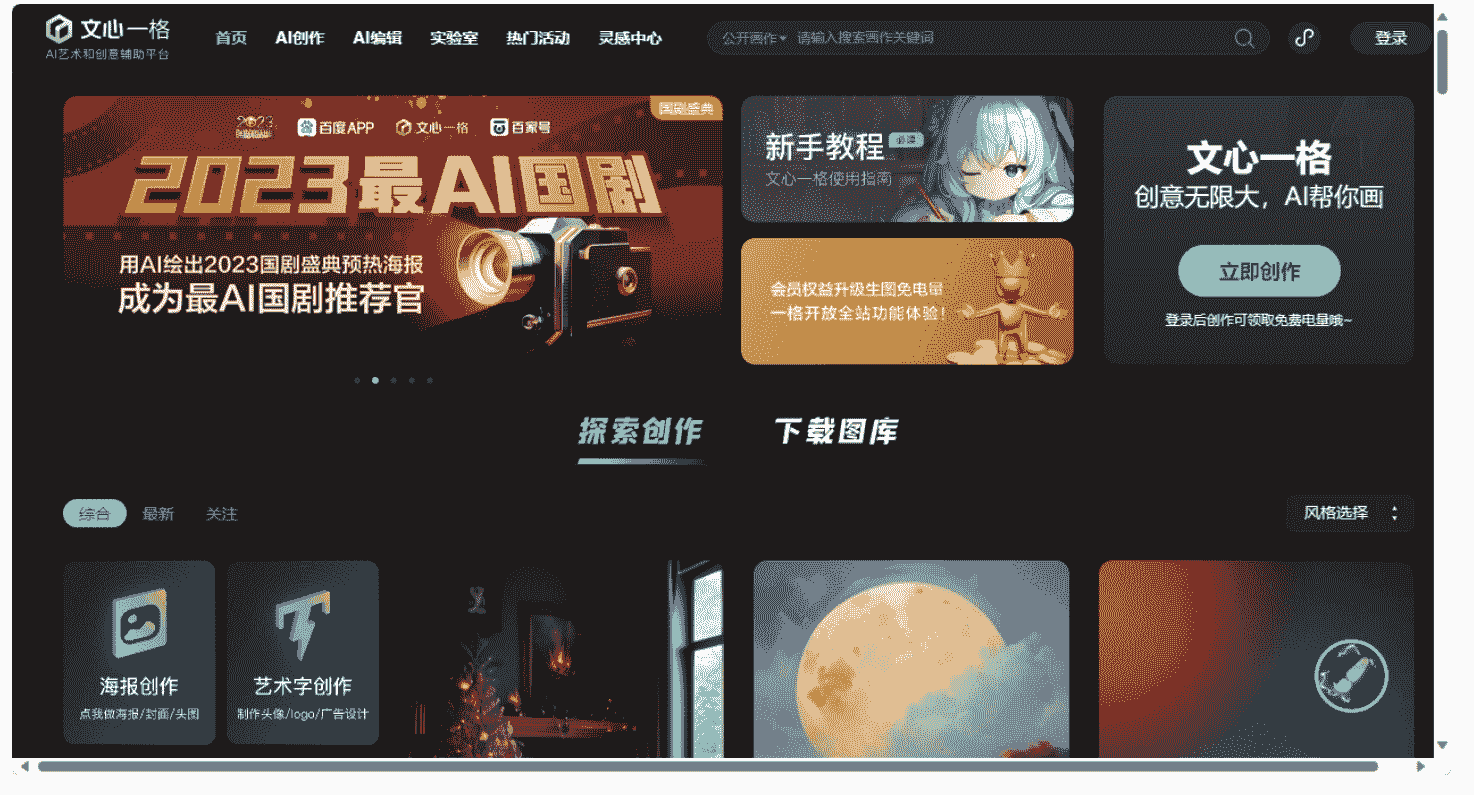 文心一格
AI艺术和创意辅助平台
首页
AI创作
AI编辑
实验室
热门活动
灵感中心
公开画作
请输入搜索画作关键词
登录
国剧盛典
2023
百度APP
文心一格
百家号
2023最AI国剧
用AI绘出2023国剧盛典预热海报
成为最AI国剧推荐官
新手教程
必读
文心一格使用指南
会员权益升级生图免电量
一格开放全站功能体验!
文心一格
创意无限大，AI帮你画
立即创作
登录后创作可领取免费电量哦~
探索创作
下载图库
综合
最新
关注
风格选择
海报创作
点我做海报/封面/头图
艺术字创作
制作头像/logo/广告设计